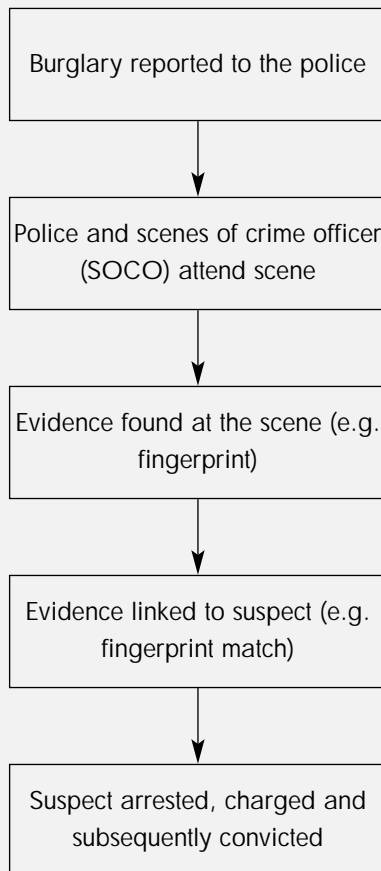 Burglary reported to the police
Police and scenes of crime officer
(SOCO) attend scene
Evidence found at the scene (e.g.
fingerprint)
Evidence linked to suspect (e.g.
fingerprint match)
Suspect arrested, charged and
subsequently convicted